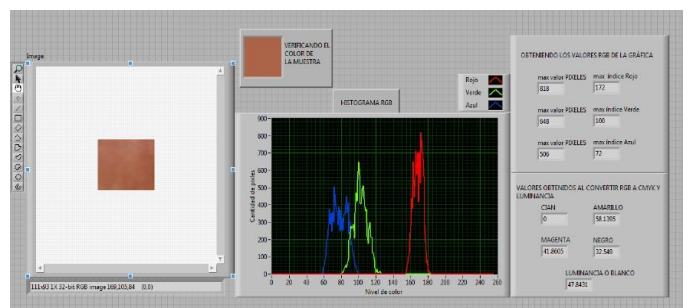 Image
111x93 1X 32-bit RGB image 169,105,84 (0,0)
VERIFICANDO EL
COLOR DE
LA MUESTRA
HISTOGRAMA RGB
Rojo
Verde
Azul
Cantidad de pixles
900
800
700
600
500
400
300
200
100
0
0 20 40 60 80 100 120 140 160 180 200 220 240 260
Nivel de color
OBTENIENDO LOS VALORES RGB DE LA GRÁFICA
max valor PIXELES max índice Rojo
818 172
max valor PIXELES max índice Verde
648 100
max valor PIXELES max índice Azul
506 72
VALORES OBTENIDOS AL CONVERTIR RGB A CMYK Y
LUMINANCIA
CIAN AMARILLO
0 58.1395
MAGENTA NEGRO
41.8605 32.549
LUMINANCIA O BLANCO
47.8431